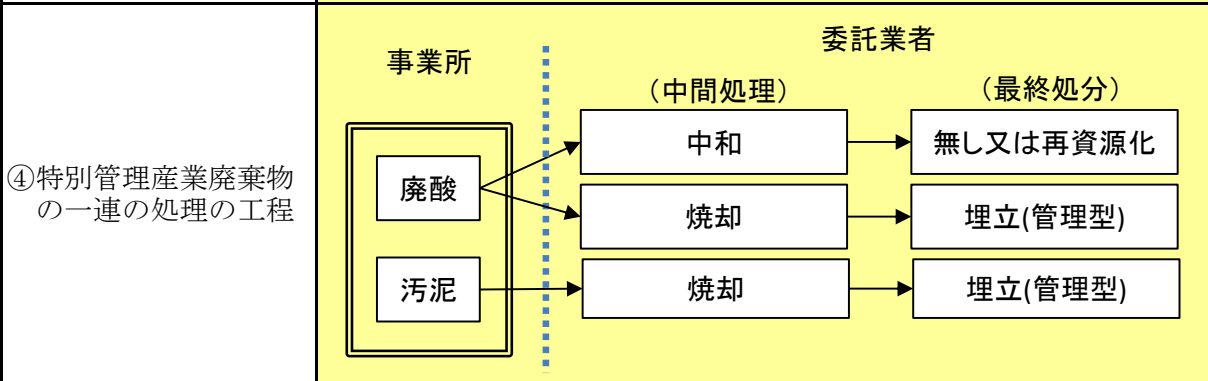 ④特別管理産業廃棄物
の一連の処理の工程
事業所
委託業者
（中間処理）
（最終処分）
廃酸
中和
無し又は再資源化
焼却
埋立(管理型)
汚泥
焼却
埋立(管理型)